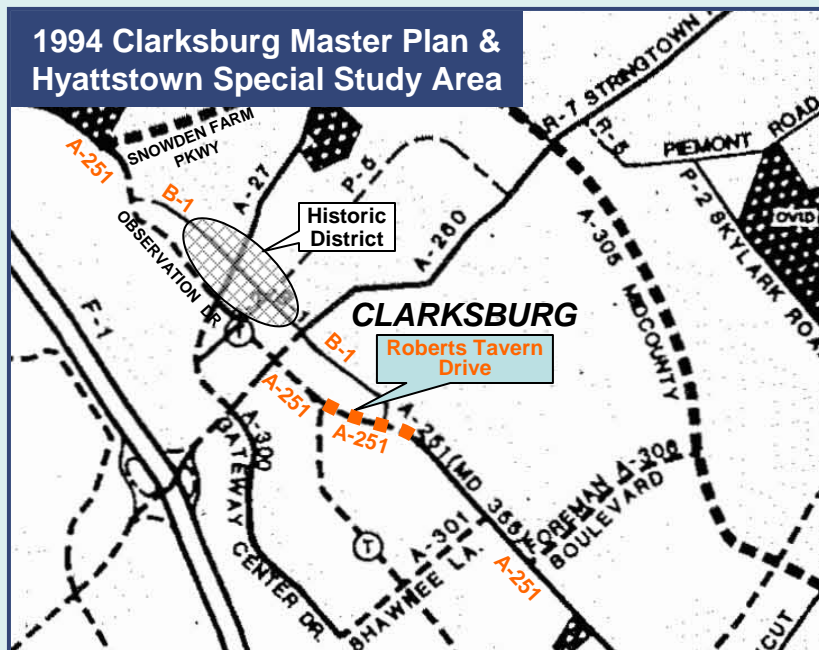 1994 Clarksburg Master Plan &
Hyattstown Special Study Area
SNOWDEN FARM
PKWY
A-251
B-1
A-27
P-5
R-7 STRINGTOWN
R-5
PIEMONT ROAD
P-2 SKYLARK ROAD
OVID
OBSERVATION DR
Historic
District
A-260
A-305 MIDCOUNTY
F-1
CLARKSBURG
T
B-1
Roberts Tavern
Drive
A-251
A-251
A-251 (MD 355)
A-300
GATEWAY CENTER DR.
FOREMAN A-306
BOULEVARD
A-301
SHAWNEE LA.
T
A-251